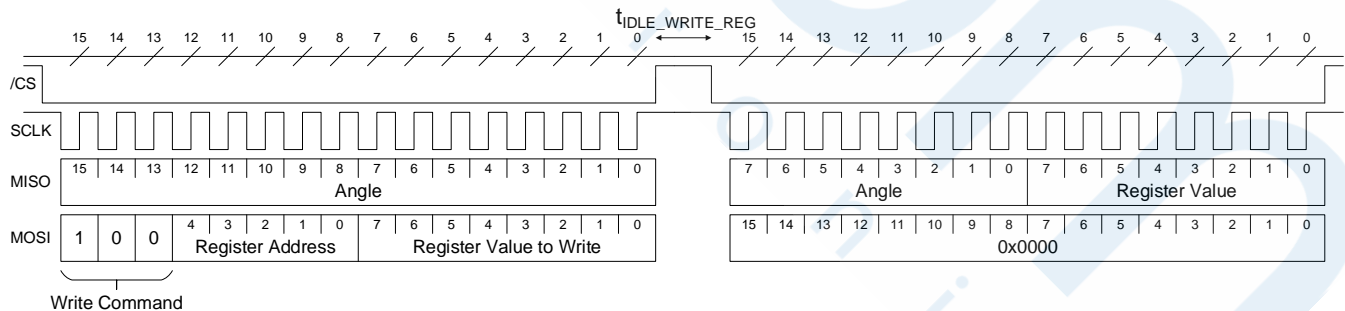 tIDLE_WRITE_REG
15 14 13 12 11 10 9 8 7 6 5 4 3 2 1 0 15 14 13 12 11 10 9 8 7 6 5 4 3 2 1 0
/CS
SCLK
MISO 15 14 13 12 11 10 9 8 7 6 5 4 3 2 1 0 7 6 5 4 3 2 1 0 7 6 5 4 3 2 1 0
Angle Angle Register Value
MOSI 1 0 0 4 3 2 1 0 7 6 5 4 3 2 1 0 15 14 13 12 11 10 9 8 7 6 5 4 3 2 1 0
Register Address Register Value to Write 0x0000
Write Command